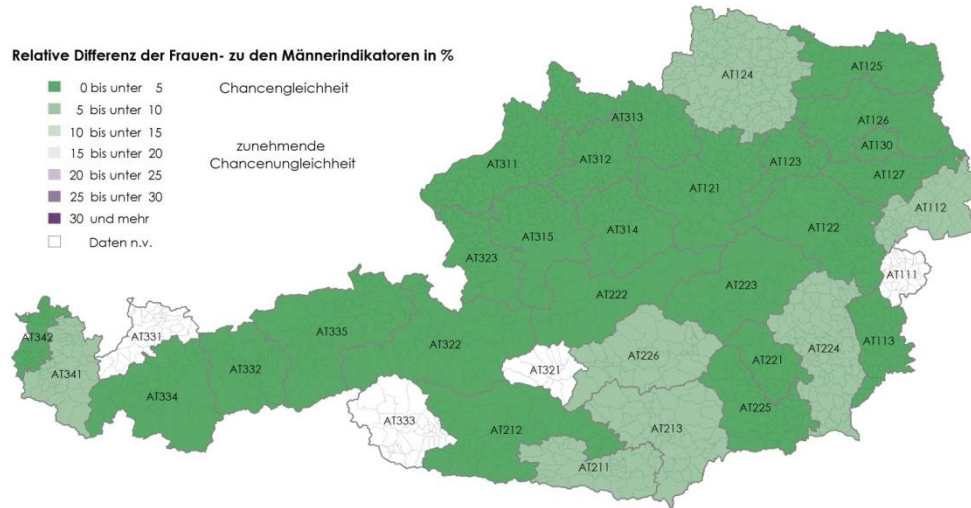 Relative Differenz der Frauen- zu den Männerindikatoren in %
0 bis unter 5 Chancengleichheit
5 bis unter 10
10 bis unter 15
15 bis unter 20 zunehmende
20 bis unter 25 Chancenungleichheit
25 bis unter 30
30 und mehr
Daten n.v.
AT124
AT125
AT313
AT126
AT130
AT311
AT312
AT123
AT127
AT121
AT112
AT315
AT314
AT122
AT323
AT111
AT222
AT223
AT342
AT331
AT335
AT322
AT224
AT113
AT341
AT332
AT321
AT226
AT221
AT334
AT333
AT212
AT213
AT225
AT211